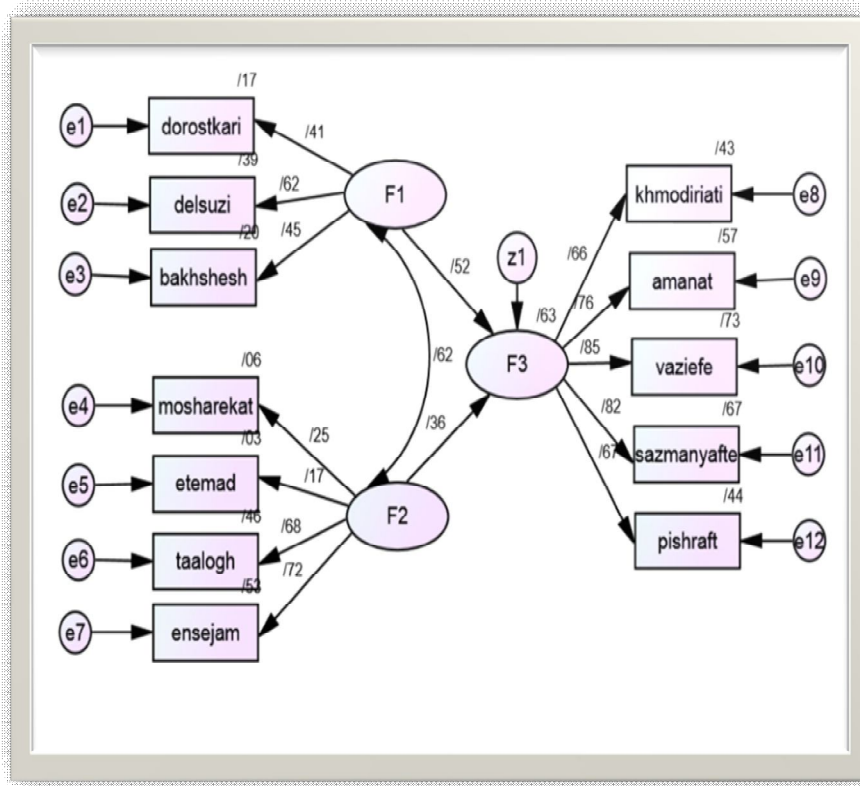 /17
e1
dorostkari
/41
/39
e2
delsuzi
/62
F1
/20
e3
bakhshesh
/45
/52
z1
/43
khmodiriati
e8
/66
/57
amanat
e9
/76
/63
F3
/73
vaziefe
e10
/85
/62
/06
e4
mosharekat
/25
/36
/67
sazmanyafte
e11
/82
/03
e5
etemad
/17
/67
/44
pishraft
e12
F2
/46
e6
taalogh
/68
/53
e7
ensejam
/72